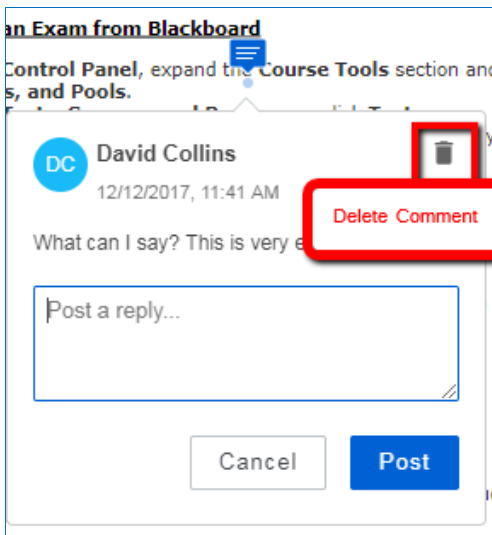 an Exam from Blackboard
Control Panel, expand the Course Tools section and
s, and Pools.
DC
David Collins
12/12/2017, 11:41 AM
Delete Comment
What can I say? This is very
Post a reply...
Cancel
Post